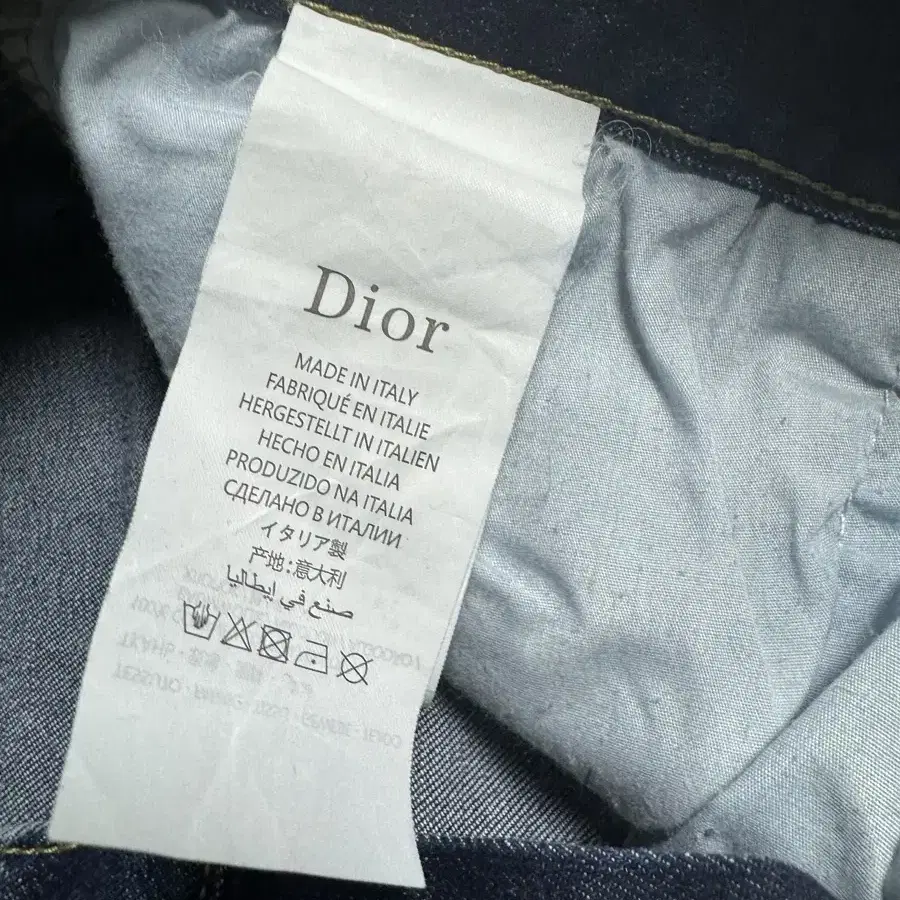 Dior
MADE IN ITALY
FABRIQUÉ EN ITALIE
HERGESTELLT IN ITALIEN
HECHO EN ITALIA
PRODUZIDO NA ITALIA
СДЕЛАНО В ИТАЛИИ
イタリア製
产地:意大利
صنع في إيطاليا